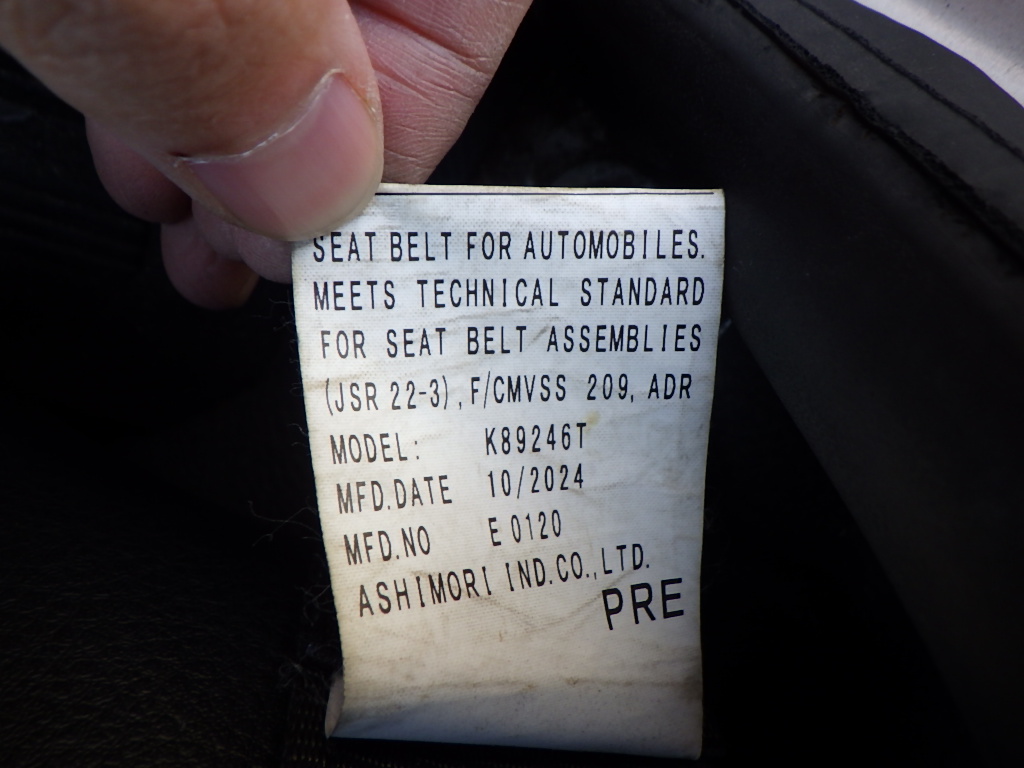 SEAT BELT FOR AUTOMOBILES.
MEETS TECHNICAL STANDARD
FOR SEAT BELT ASSEMBLIES
(JSR 22-3), F/CMVSS 209, ADR
MODEL: K89246T
MFD.DATE 10/2024
MFD.NO E 0120
ASHIMORI IND.CO.,LTD.
PRE